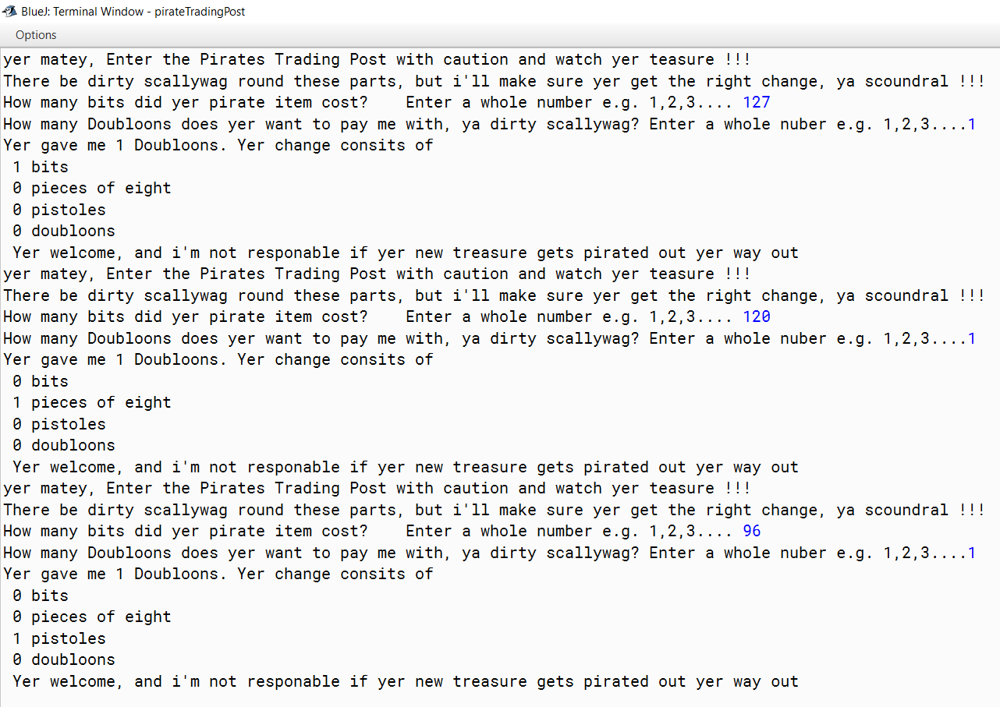 BlueJ: Terminal Window - pirateTradingPost
Options
yer matey, Enter the Pirates Trading Post with caution and watch yer teasure !!!
There be dirty scallywag round these parts, but i'll make sure yer get the right change, ya scoundral !!!
How many bits did yer pirate item cost?    Enter a whole number e.g. 1,2,3.... 127
How many Doubloons does yer want to pay me with, ya dirty scallywag? Enter a whole nuber e.g. 1,2,3....1
Yer gave me 1 Doubloons. Yer change consits of
1 bits
0 pieces of eight
0 pistoles
0 doubloons
Yer welcome, and i'm not responable if yer new treasure gets pirated out yer way out
yer matey, Enter the Pirates Trading Post with caution and watch yer teasure !!!
There be dirty scallywag round these parts, but i'll make sure yer get the right change, ya scoundral !!!
How many bits did yer pirate item cost?    Enter a whole number e.g. 1,2,3.... 120
How many Doubloons does yer want to pay me with, ya dirty scallywag? Enter a whole nuber e.g. 1,2,3....1
Yer gave me 1 Doubloons. Yer change consits of
0 bits
1 pieces of eight
0 pistoles
0 doubloons
Yer welcome, and i'm not responable if yer new treasure gets pirated out yer way out
yer matey, Enter the Pirates Trading Post with caution and watch yer teasure !!!
There be dirty scallywag round these parts, but i'll make sure yer get the right change, ya scoundral !!!
How many bits did yer pirate item cost?    Enter a whole number e.g. 1,2,3.... 96
How many Doubloons does yer want to pay me with, ya dirty scallywag? Enter a whole nuber e.g. 1,2,3....1
Yer gave me 1 Doubloons. Yer change consits of
0 bits
0 pieces of eight
1 pistoles
0 doubloons
Yer welcome, and i'm not responable if yer new treasure gets pirated out yer way out